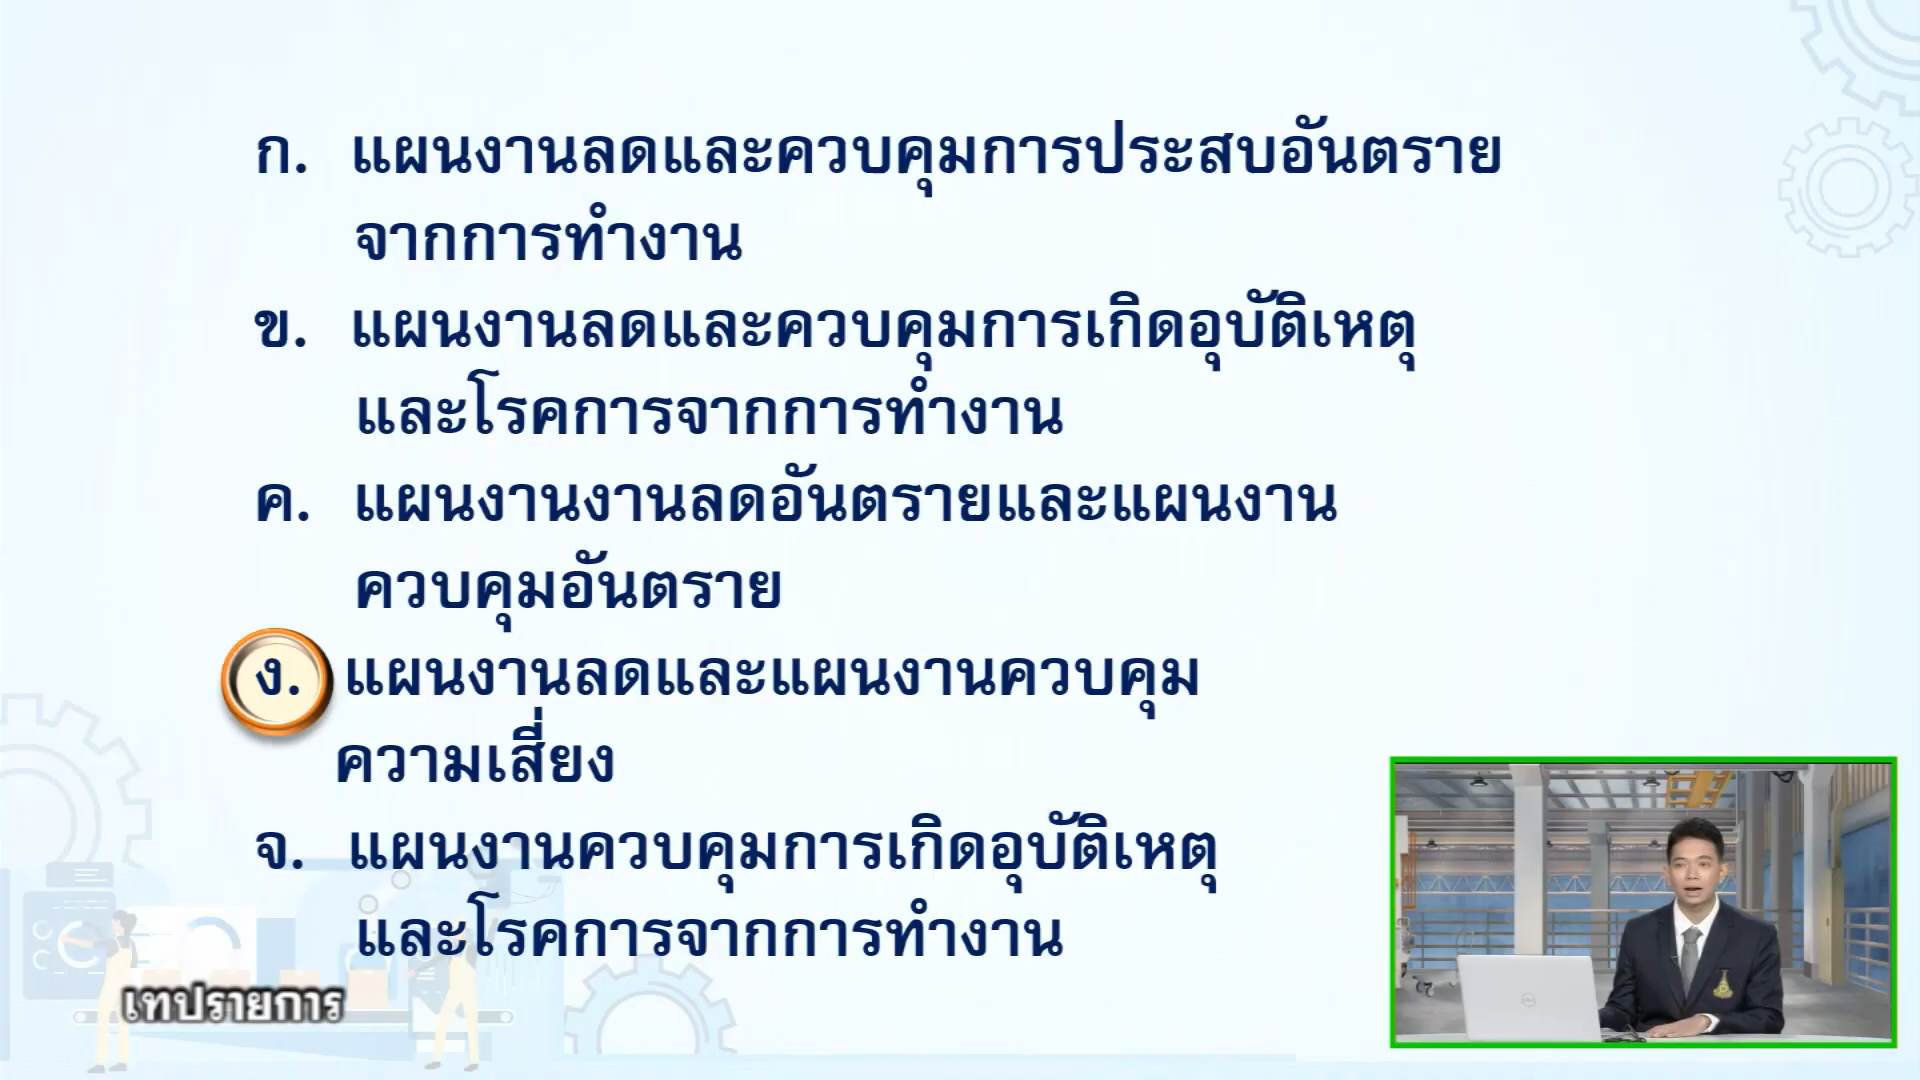 ก. แผนงานลดและควบคุมการประสบอันตราย
จากการทำงาน
ข. แผนงานลดและควบคุมการเกิดอุบัติเหตุ
และโรคการจากการทำงาน
ค. แผนงานงานลดอันตรายและแผนงาน
ควบคุมอันตราย
ง. แผนงานลดและแผนงานควบคุม
ความเสี่ยง
จ. แผนงานควบคุมการเกิดอุบัติเหตุ
และโรคการจากการทำงาน
เทปรายการ